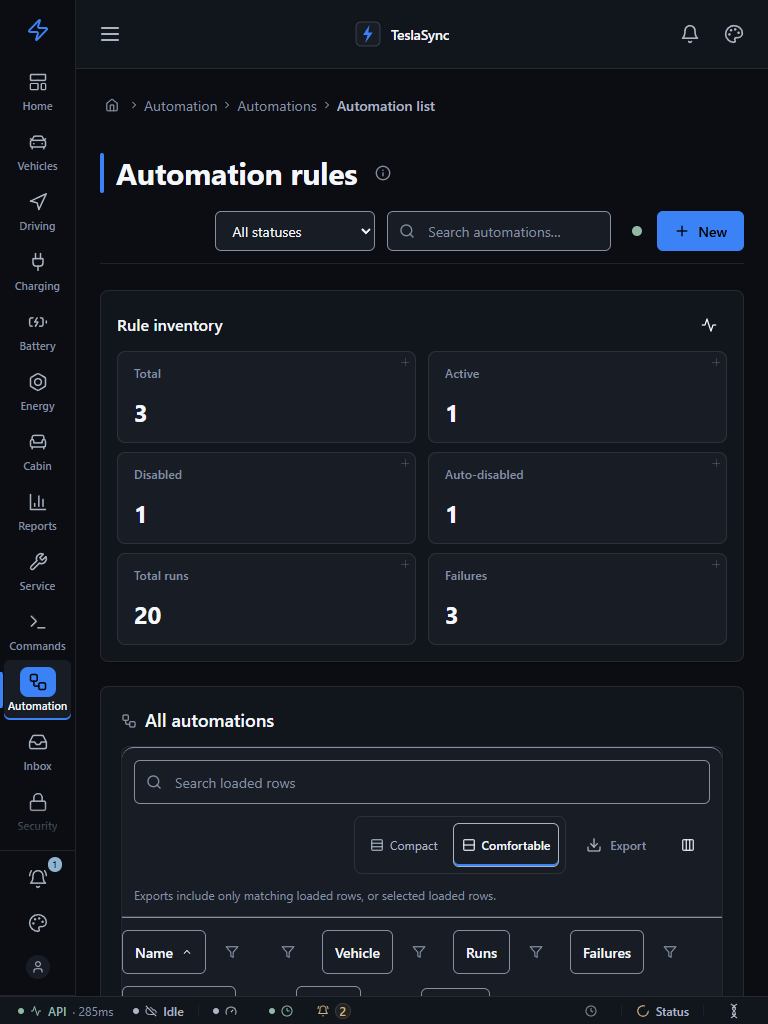 TeslaSync
Home
Vehicles
Driving
Charging
Battery
Energy
Cabin
Reports
Service
Commands
Automation
Inbox
Security
1
Automation > Automations > Automation list
Automation rules
All statuses
Search automations...
New
Rule inventory
Total
3
Active
1
Disabled
1
Auto-disabled
1
Total runs
20
Failures
3
All automations
Search loaded rows
Compact
Comfortable
Export
Exports include only matching loaded rows, or selected loaded rows.
Name
Vehicle
Runs
Failures
API · 285ms
Idle
2
Status